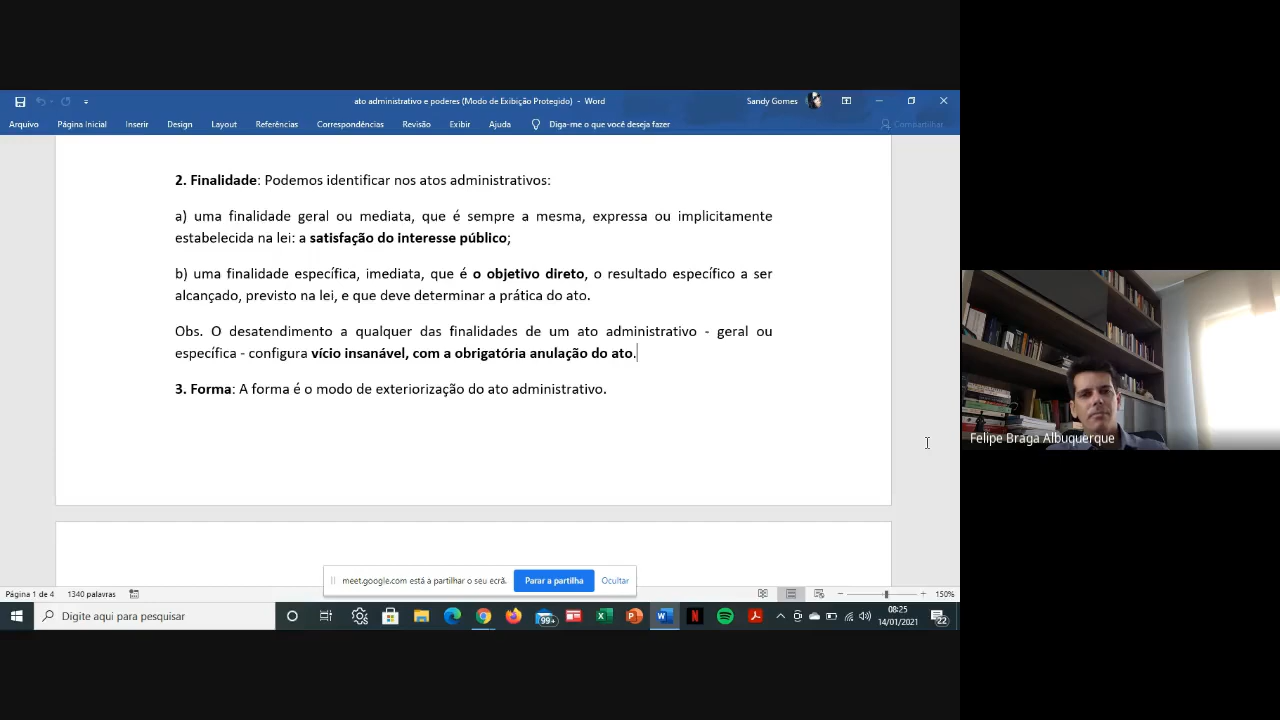 ato administrativo e poderes (Modo de Exibição Protegido) - Word
Sandy Gomes
Arquivo
Página Inicial
Inserir
Design
Layout
Referências
Correspondências
Revisão
Exibir
Ajuda
Diga-me o que você deseja fazer
Compartilhar
2. Finalidade: Podemos identificar nos atos administrativos:
a) uma finalidade geral ou mediata, que é sempre a mesma, expressa ou implicitamente
estabelecida na lei: a satisfação do interesse público;
b) uma finalidade específica, imediata, que é o objetivo direto, o resultado específico a ser
alcançado, previsto na lei, e que deve determinar a prática do ato.
Obs. O desatendimento a qualquer das finalidades de um ato administrativo - geral ou
específica - configura vício insanável, com a obrigatória anulação do ato.
3. Forma: A forma é o modo de exteriorização do ato administrativo.
Felipe Braga Albuquerque
meet.google.com está a partilhar o seu ecrã.
Parar a partilha
Ocultar
Página 1 de 4
1340 palavras
150%
Digite aqui para pesquisar
99+
08:25
14/01/2021
22